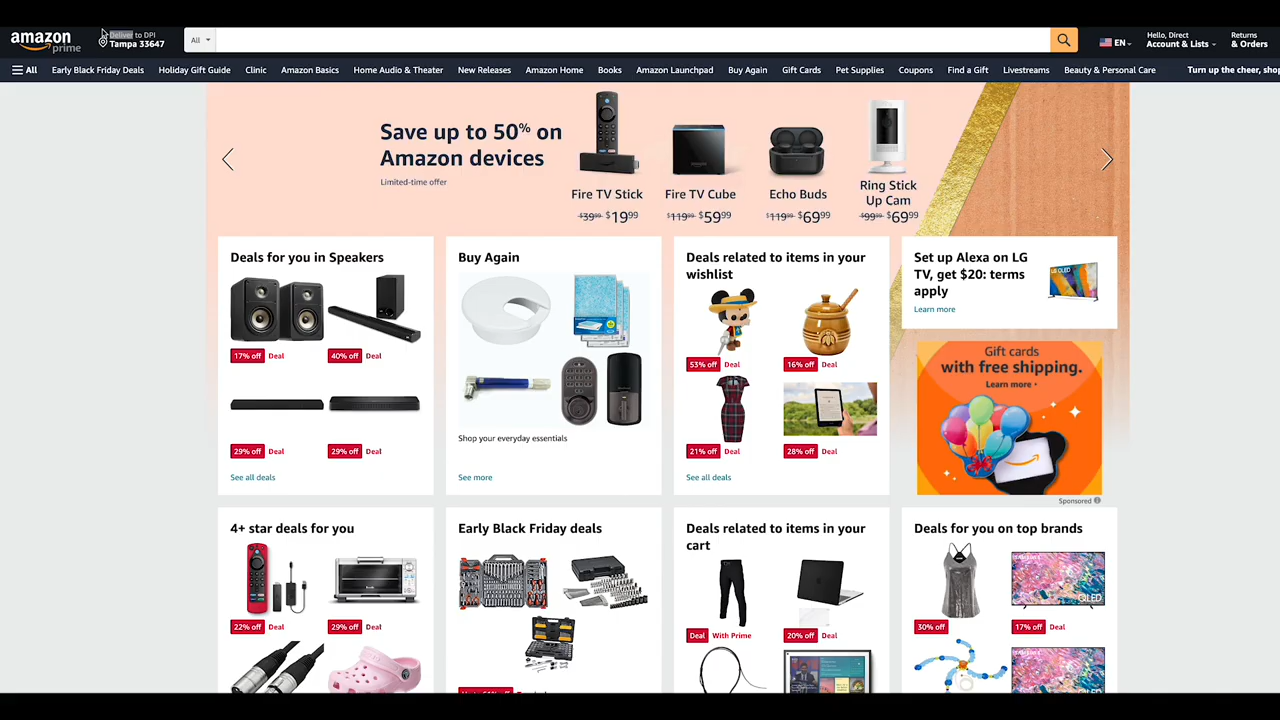 amazon
prime
Deliver to DPI
Tampa 33647
All
EN
Hello, Direct
Account & Lists
Returns
& Orders
All
Early Black Friday Deals
Holiday Gift Guide
Clinic
Amazon Basics
Home Audio & Theater
New Releases
Amazon Home
Books
Amazon Launchpad
Buy Again
Gift Cards
Pet Supplies
Coupons
Find a Gift
Livestreams
Beauty & Personal Care
Turn up the cheer, shop
Save up to 50% on
Amazon devices
Limited-time offer
Fire TV Stick
$39.99 $19.99
Fire TV Cube
$119.99 $59.99
Echo Buds
$119.99 $69.99
Ring Stick
Up Cam
$99.99 $69.99
Deals for you in Speakers
17% off Deal
40% off Deal
29% off Deal
29% off Deal
See all deals
Buy Again
Shop your everyday essentials
See more
Deals related to items in your
wishlist
53% off Deal
16% off Deal
21% off Deal
28% off Deal
See all deals
Set up Alexa on LG
TV, get $20: terms
apply
Learn more
LG OLED
Gift cards
with free shipping.
Learn more
Sponsored
4+ star deals for you
22% off Deal
29% off Deal
Early Black Friday deals
Deals related to items in your
cart
Deal With Prime
20% off Deal
Deals for you on top brands
30% off
QLED
17% off Deal
QLED